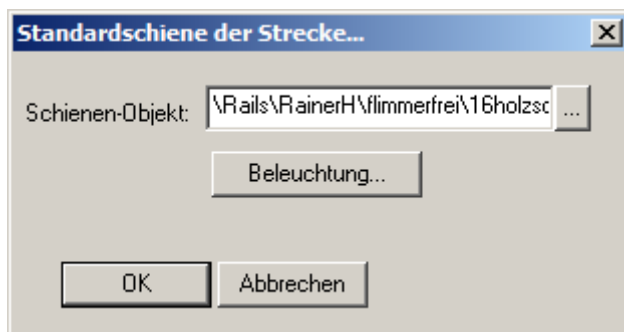 Standardschiene der Strecke...
Schienen-Objekt: \Rails\RainerH\flimmerfrei\16holzsc ...
Beleuchtung...
OK Abbrechen